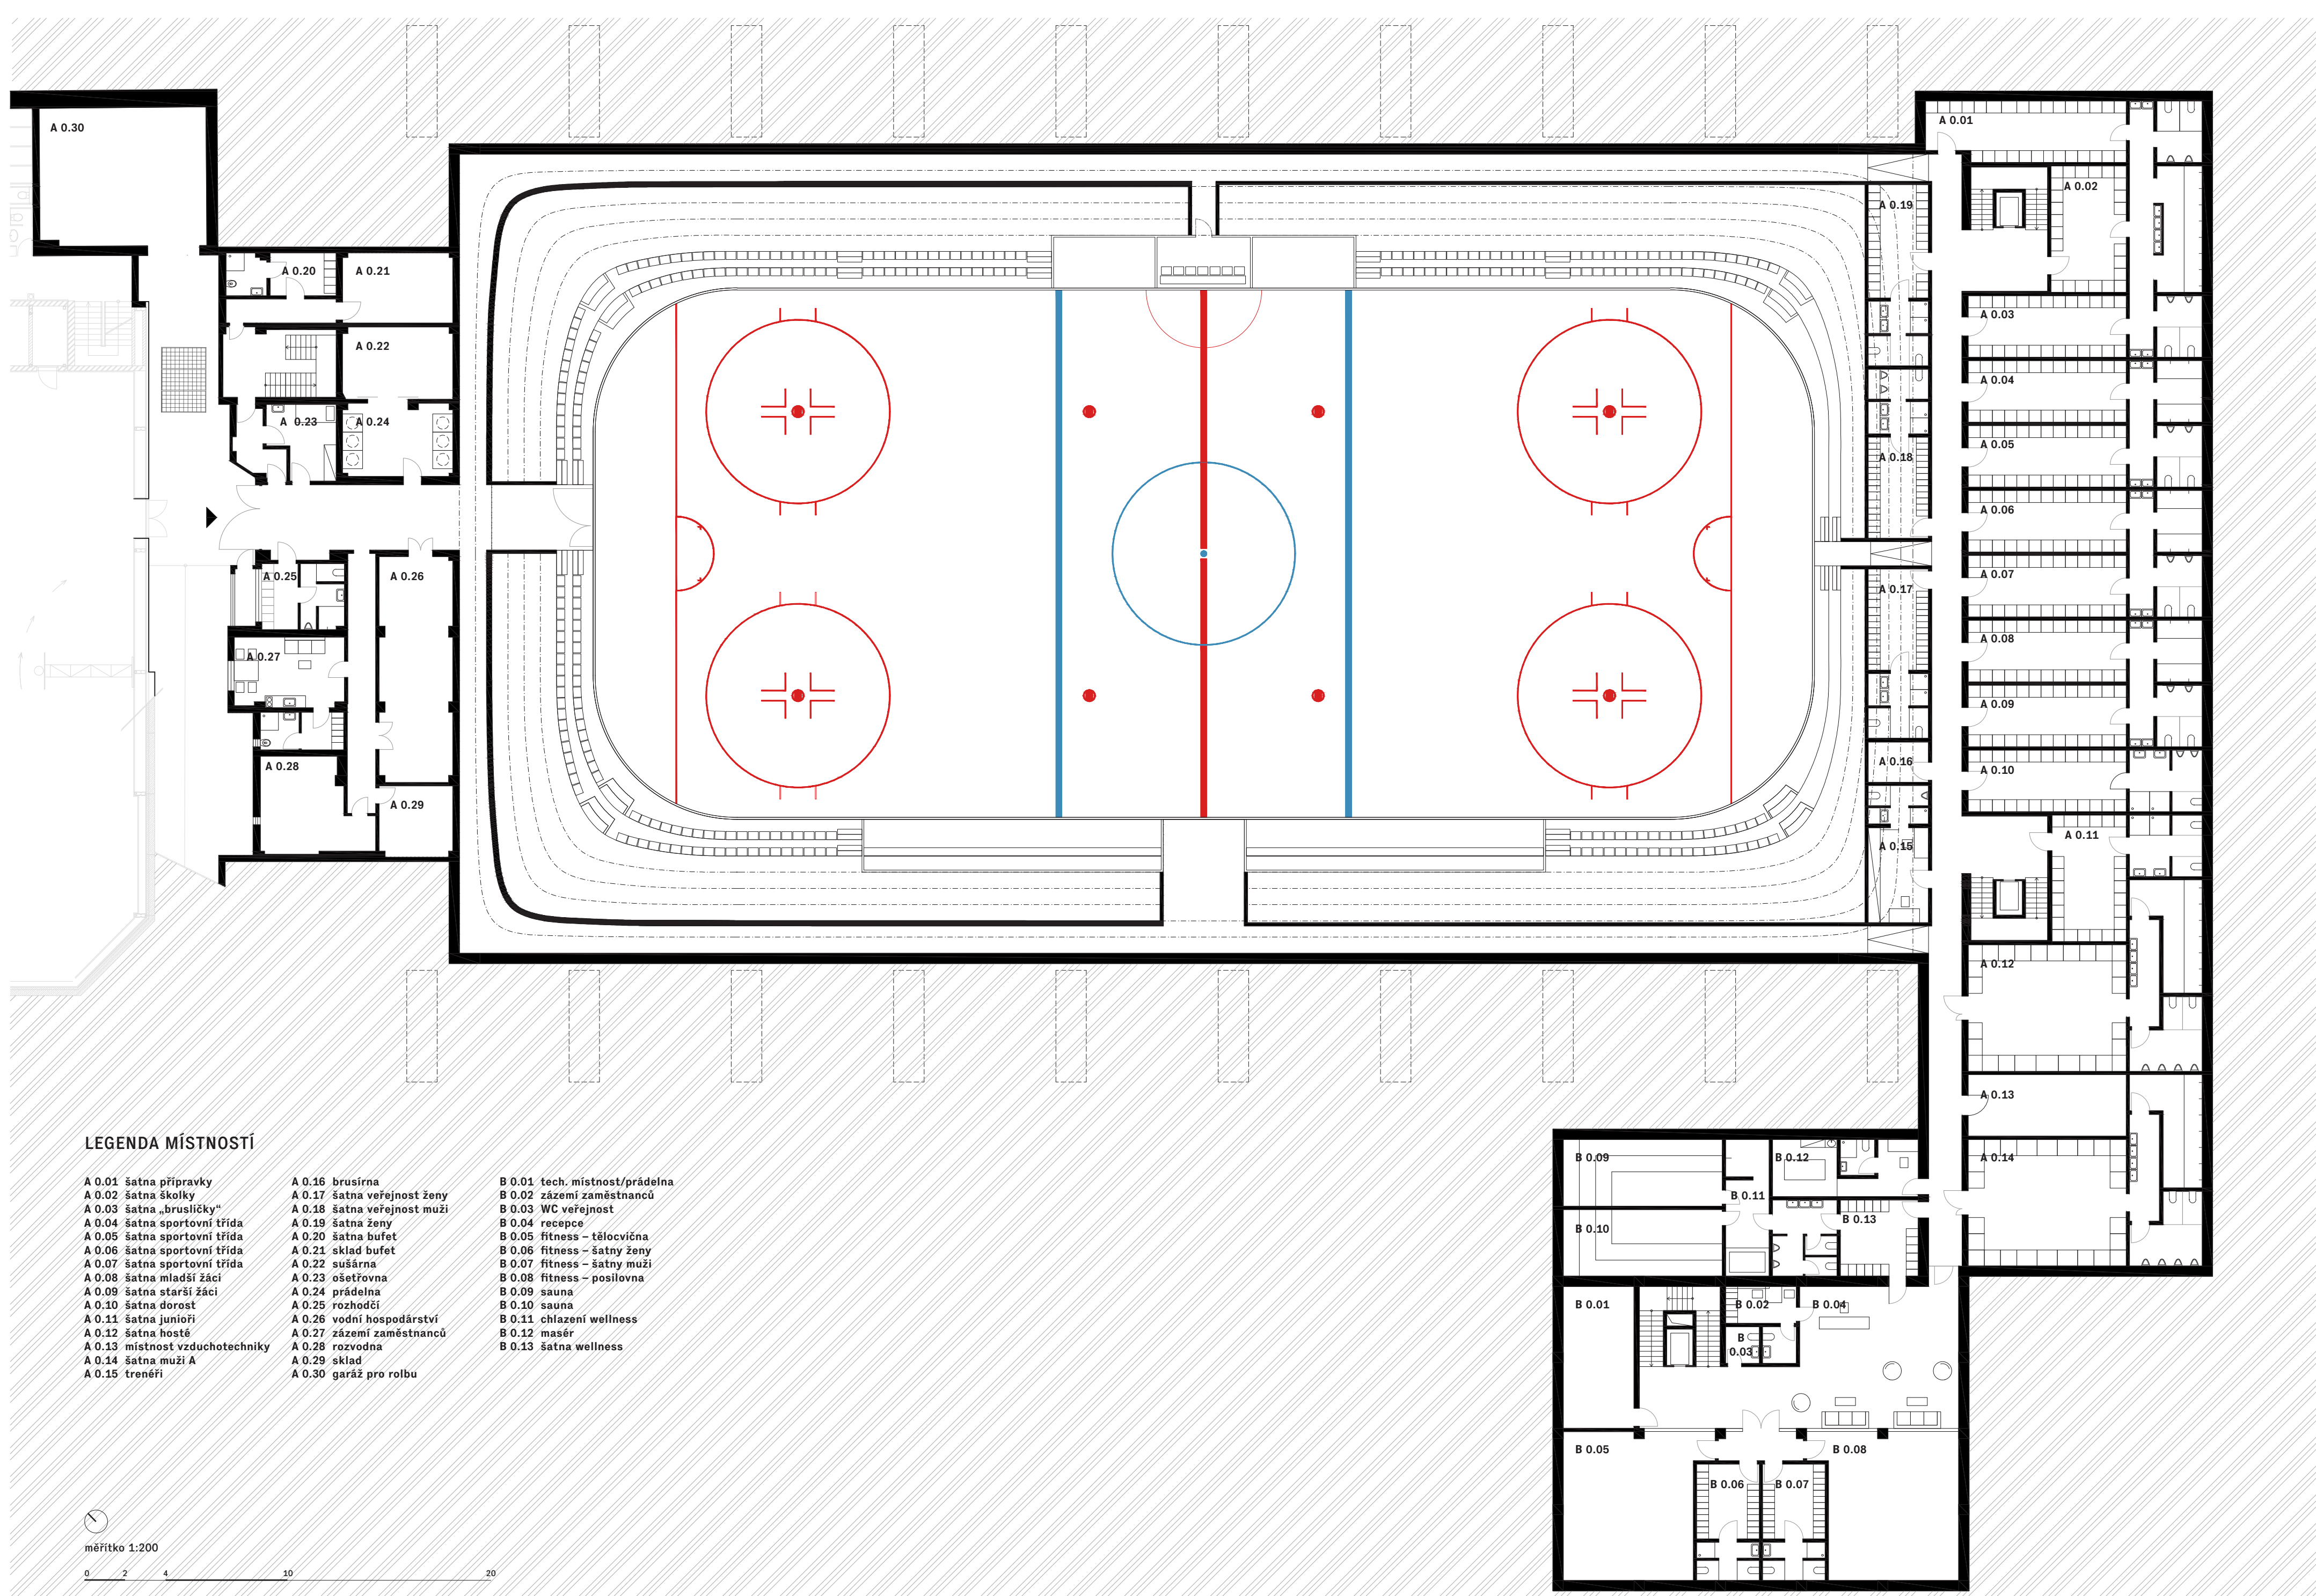 A 0.30
A 0.01
A 0.02
A 0.19
A 0.20
A 0.21
A 0.03
A 0.22
A 0.04
A 0.23
A 0.24
A 0.05
A 0.18
A 0.06
A 0.25
A 0.26
A 0.07
A 0.17
A 0.08
A 0.27
A 0.09
A 0.28
A 0.16
A 0.10
A 0.29
A 0.11
A 0.15
A 0.12
A 0.13
LEGENDA MÍSTNOSTÍ
B 0.09
B 0.12
A 0.14
B 0.11
B 0.10
B 0.13
A 0.01 šatna přípravky
A 0.02 šatna školky
A 0.03 šatna „brusličky“
A 0.04 šatna sportovní třída
A 0.05 šatna sportovní třída
A 0.06 šatna sportovní třída
A 0.07 šatna sportovní třída
A 0.08 šatna mladší žáci
A 0.09 šatna starší žáci
A 0.10 šatna dorost
A 0.11 šatna junioři
A 0.12 šatna hosté
A 0.13 místnost vzduchotechniky
A 0.14 šatna muži A
A 0.15 trenéři
A 0.16 brusírna
A 0.17 šatna veřejnost ženy
A 0.18 šatna veřejnost muži
A 0.19 šatna ženy
A 0.20 šatna bufet
A 0.21 sklad bufet
A 0.22 sušárna
A 0.23 ošetřovna
A 0.24 prádelna
A 0.25 rozhodčí
A 0.26 vodní hospodárství
A 0.27 zázemí zaměstnanců
A 0.28 rozvodna
A 0.29 sklad
A 0.30 garáž pro rolbu
B 0.01 tech. místnost/prádelna
B 0.02 zázemí zaměstnanců
B 0.03 WC veřejnost
B 0.04 recepce
B 0.05 fitness – tělocvična
B 0.06 fitness – šatny ženy
B 0.07 fitness – šatny muži
B 0.08 fitness – posilovna
B 0.09 sauna
B 0.10 sauna
B 0.11 chlazení wellness
B 0.12 masér
B 0.13 šatna wellness
B 0.01
B 0.02
B 0.04
B
0.03
B 0.05
B 0.08
B 0.06
B 0.07
měřítko 1:200
0 2 4 10 20